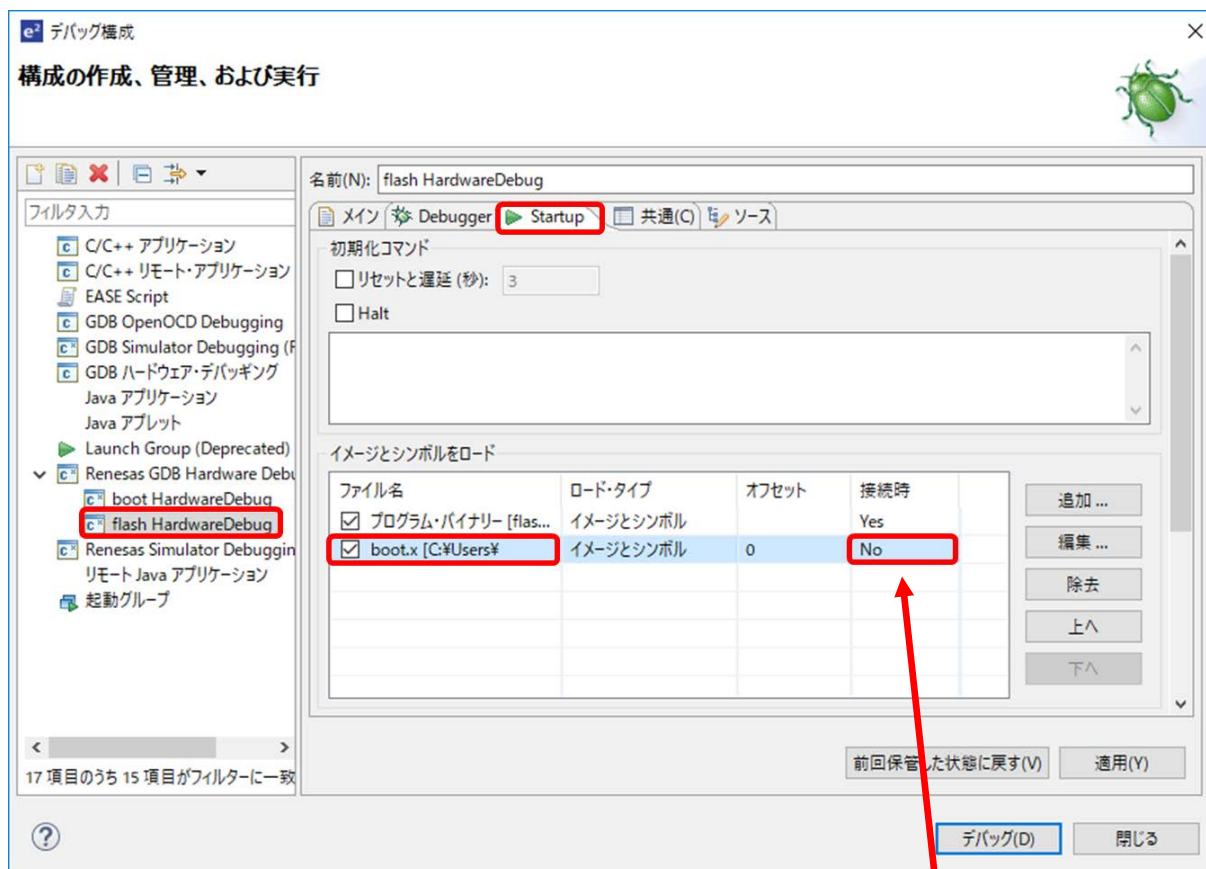 e² デバッグ構成
構成の作成、管理、および実行
フィルタ入力
C/C++ アプリケーション
C/C++ リモート・アプリケーション
EASE Script
GDB OpenOCD Debugging
GDB Simulator Debugging (F
GDB ハードウェア・デバッギング
Java アプリケーション
Java アプレット
Launch Group (Deprecated)
Renesas GDB Hardware Debu
boot HardwareDebug
flash HardwareDebug
Renesas Simulator Debuggin
リモート Java アプリケーション
起動グループ
17 項目のうち 15 項目がフィルターに一致
名前(N): flash HardwareDebug
メイン Debugger Startup 共通(C) ソース
初期化コマンド
リセットと遅延 (秒): 3
Halt
イメージとシンボルをロード
ファイル名 ロード・タイプ オフセット 接続時
プログラム・バイナリー [flas... イメージとシンボル Yes
boot.x [C:¥Users¥ イメージとシンボル 0 No
追加 ...
編集 ...
除去
上へ
下へ
前回保管した状態に戻す(V) 適用(Y)
デバッグ(D) 閉じる